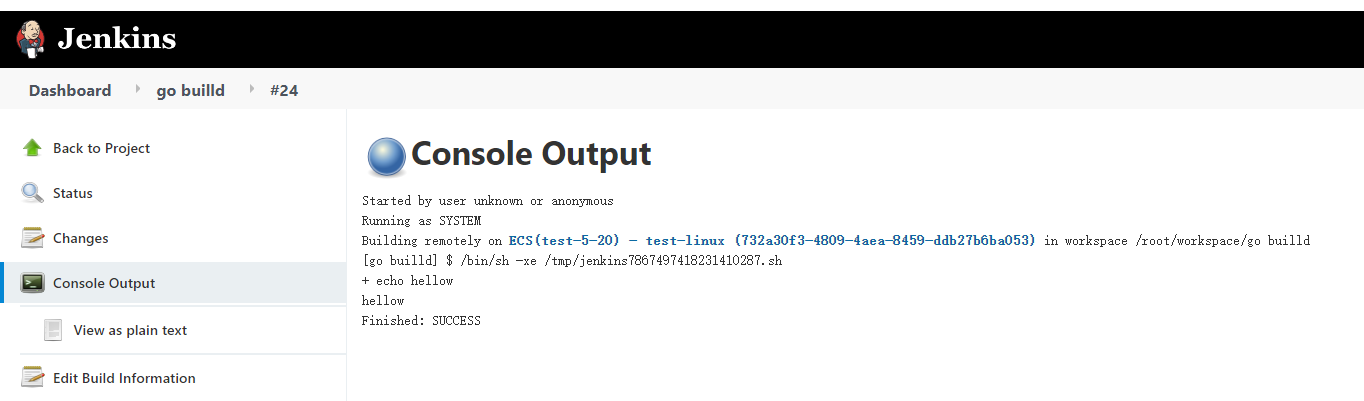 Jenkins
Dashboard
go builld
#24
Back to Project
Status
Changes
Console Output
View as plain text
Edit Build Information
Console Output
Started by user unknown or anonymous
Running as SYSTEM
Building remotely on ECS(test-5-20) - test-linux (732a30f3-4809-4aea-8459-ddb27b6ba053) in workspace /root/workspace/go builld
[go builld] $ /bin/sh -xe /tmp/jenkins7867497418231410287.sh
+ echo hellow
hellow
Finished: SUCCESS